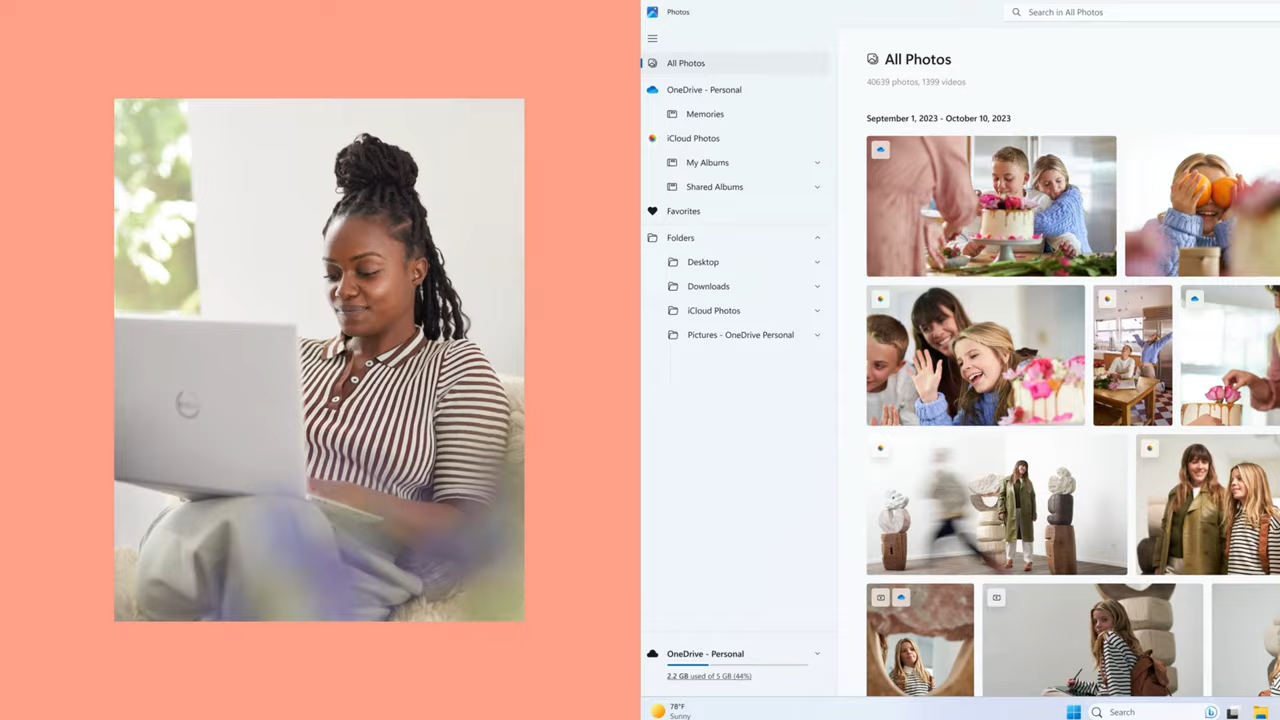 Photos
Search in All Photos
All Photos
OneDrive - Personal
Memories
iCloud Photos
My Albums
Shared Albums
Favorites
Folders
Desktop
Downloads
iCloud Photos
Pictures - OneDrive Personal
All Photos
40639 photos, 1399 videos
September 1, 2023 - October 10, 2023
OneDrive - Personal
2.2 GB used of 5 GB (44%)
78°F
Sunny
Search
DELL